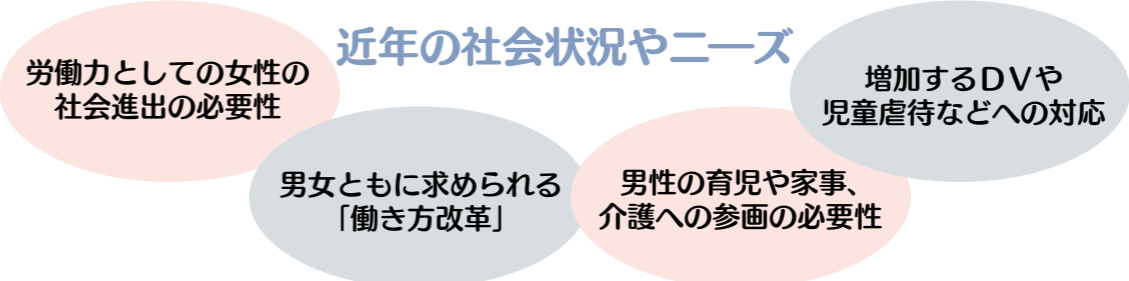 近年の社会状況やニーズ
労働力としての女性の
社会進出の必要性
男女ともに求められる
「働き方改革」
男性の育児や家事、
介護への参画の必要性
増加するＤＶや
児童虐待などへの対応